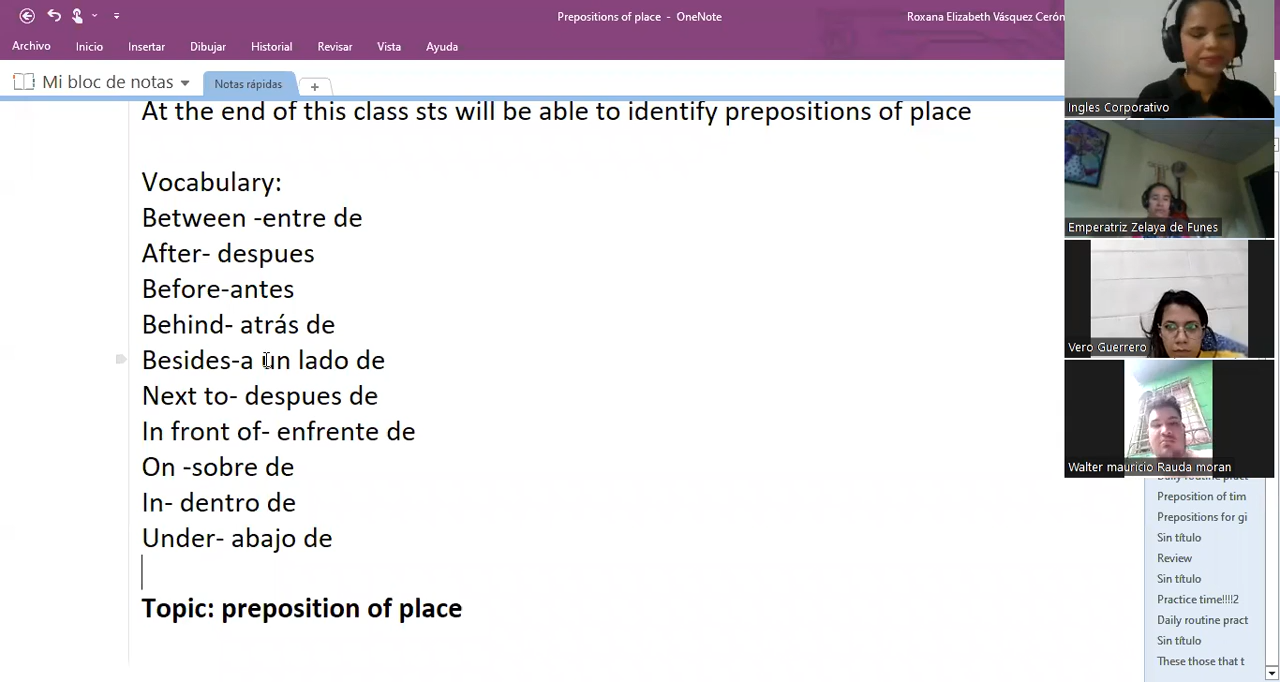 Prepositions of place - OneNote
Roxana Elizabeth Vásquez Cerón
Archivo Inicio Insertar Dibujar Historial Revisar Vista Ayuda
Mi bloc de notas Notas rápidas +
At the end of this class sts will be able to identify prepositions of place
Vocabulary:
Between -entre de
After- despues
Before-antes
Behind- atrás de
Besides-a un lado de
Next to- despues de
In front of- enfrente de
On -sobre de
In- dentro de
Under- abajo de
Topic: preposition of place
Ingles Corporativo
Emperatriz Zelaya de Funes
Vero Guerrero
Walter mauricio Rauda moran
Daily routine pract
Preposition of tim
Prepositions for gi
Sin título
Review
Sin título
Practice time!!!!2
Daily routine pract
Sin título
These those that t